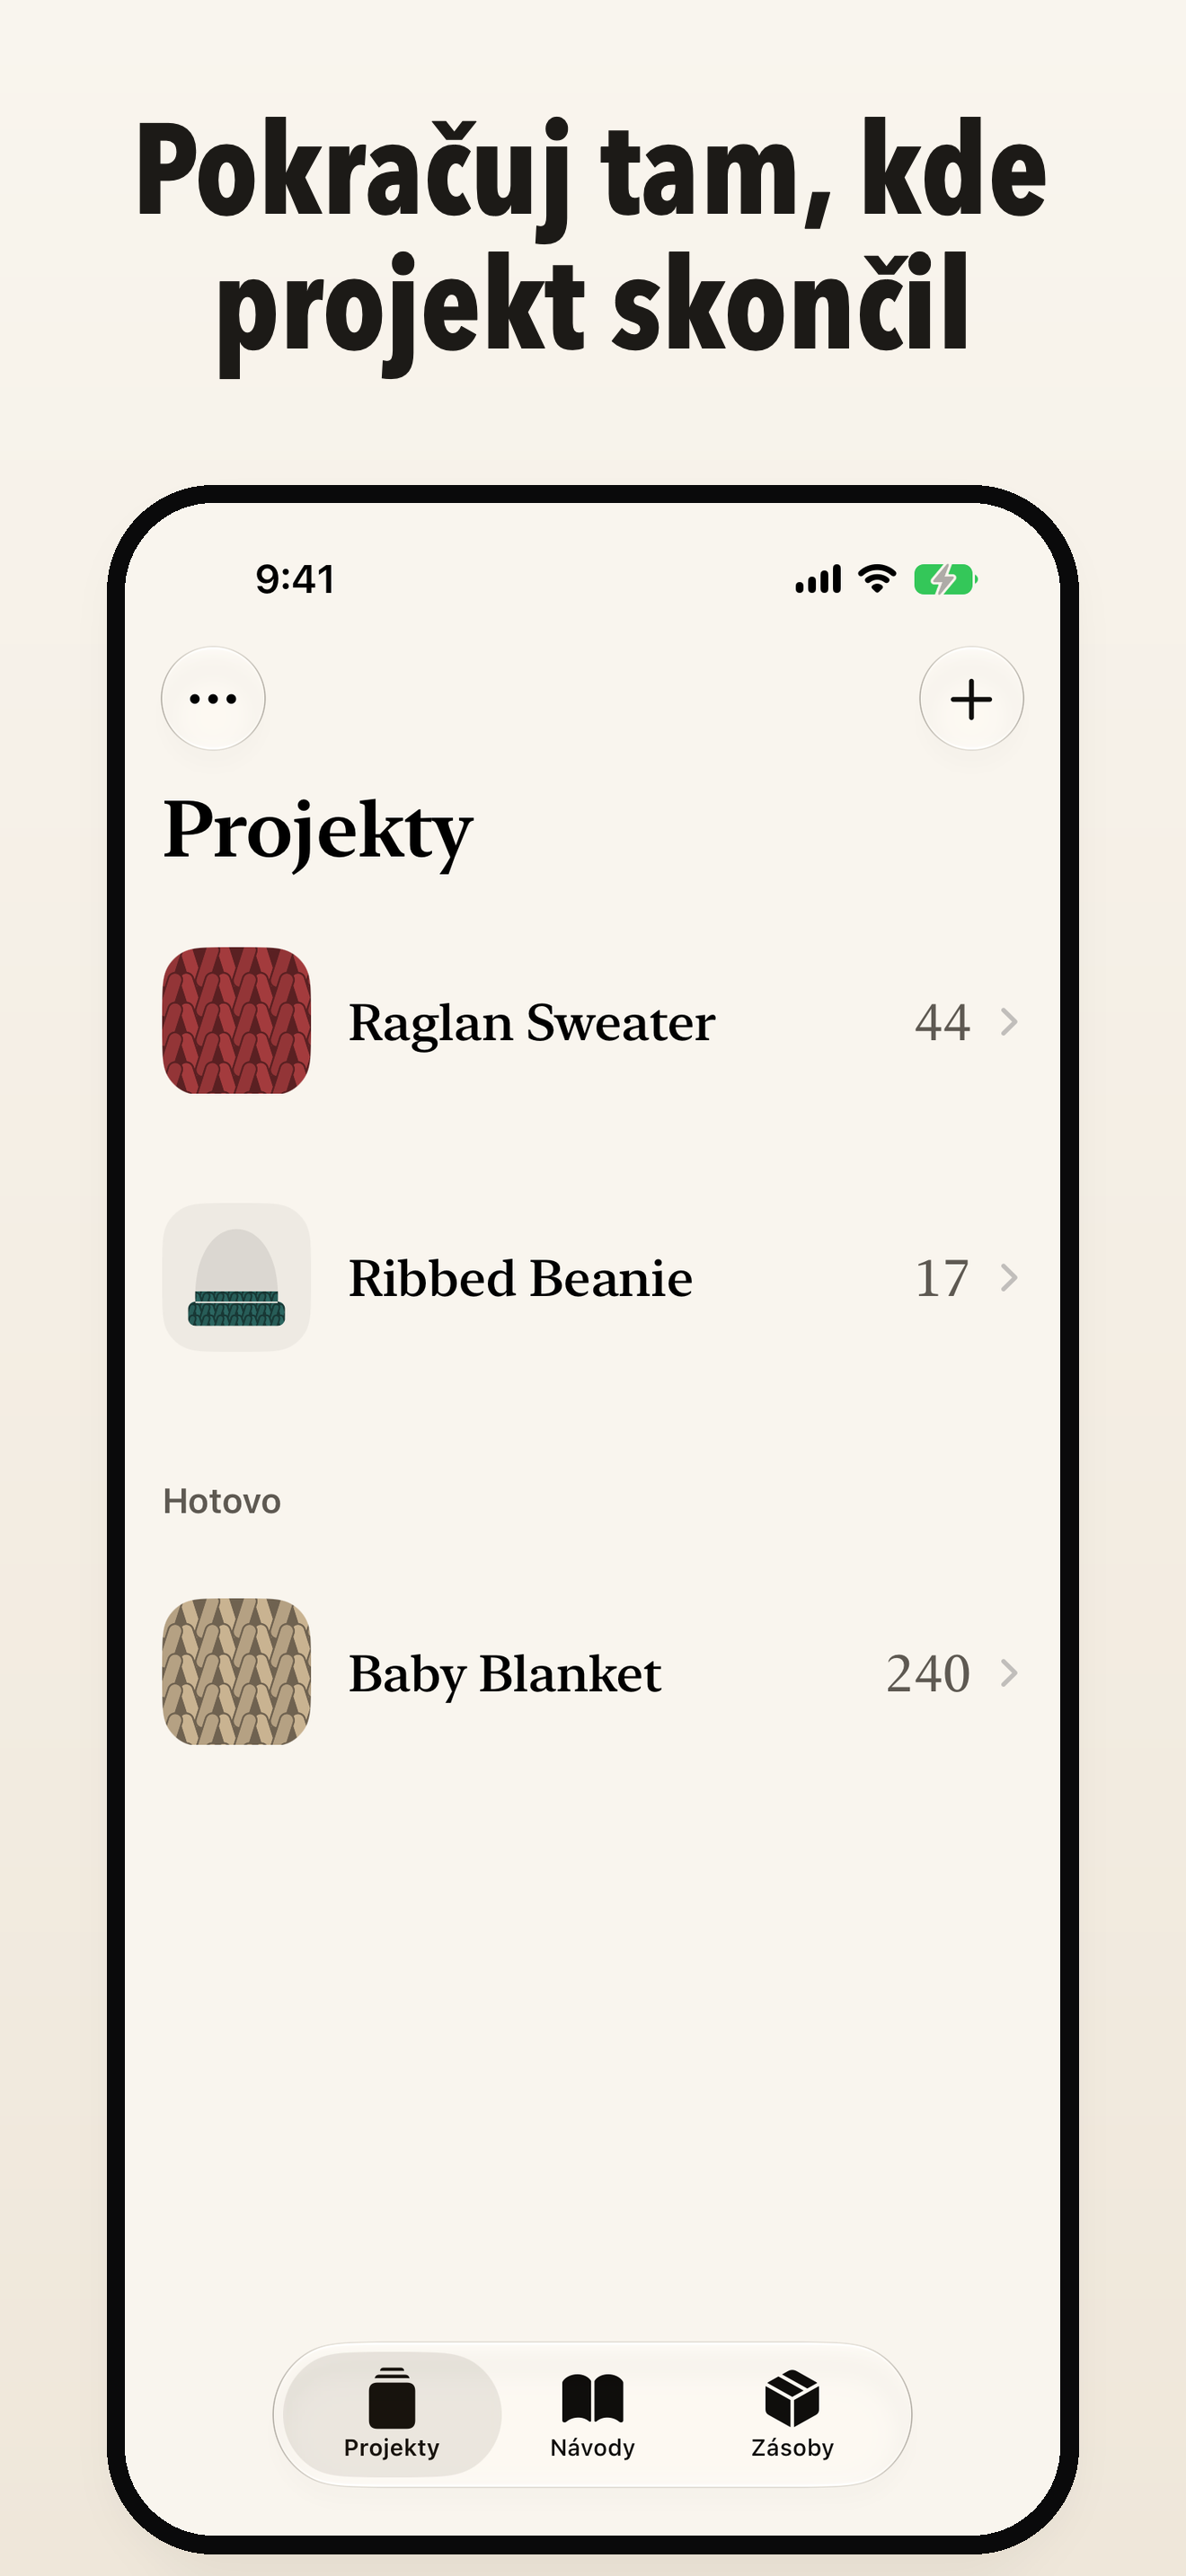 Pokračuj tam, kde
projekt skončil
9:41
Projekty
Raglan Sweater 44
Ribbed Beanie 17
Hotovo
Baby Blanket 240
Projekty Návody Zásoby